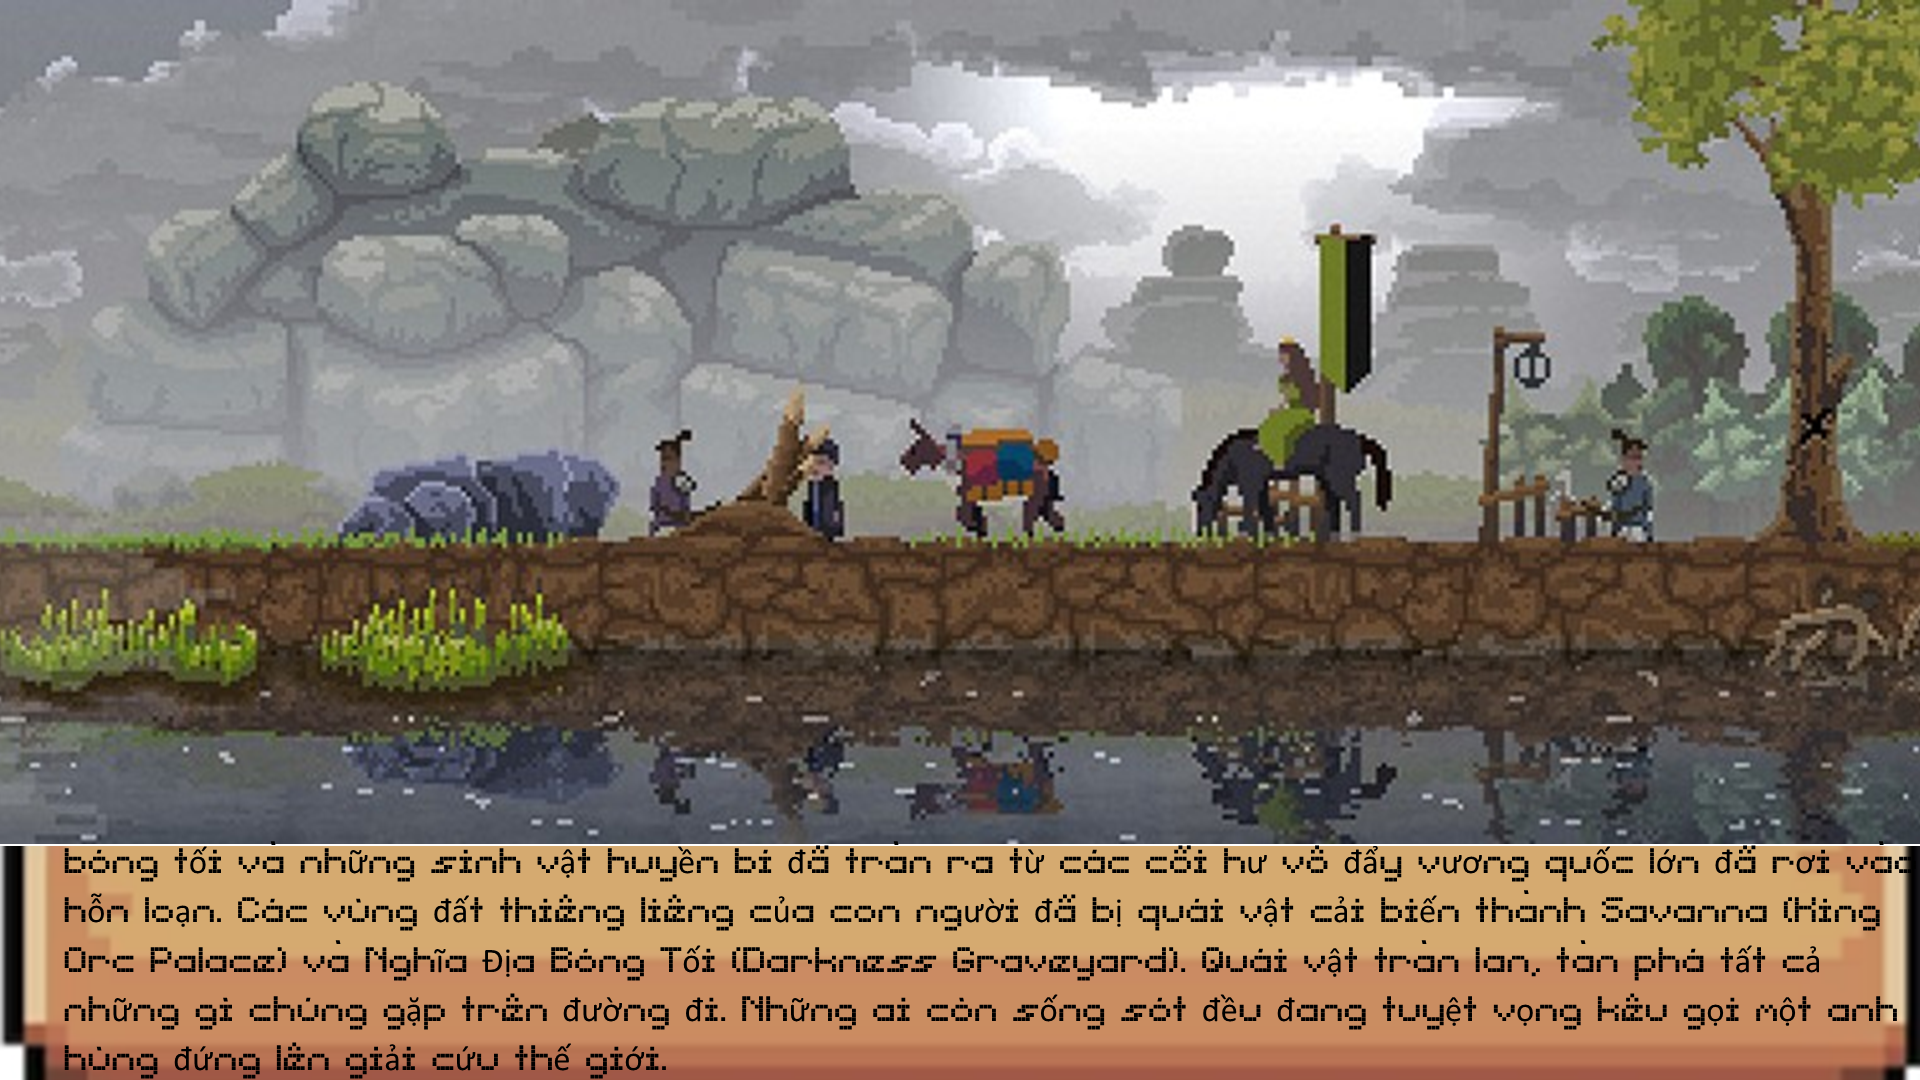 bóng tối và những sinh vật huyền bí đã tràn ra từ các cõi hư vô đẩy vương quốc lớn đã rơi vào
hỗn loạn. Các vùng đất thiêng liêng của con người đã bị quái vật cải biến thành Savanna (King
Orc Palace) và Nghĩa Địa Bóng Tối (Darkness Graveyard). Quái vật tràn lan, tàn phá tất cả
những gì chúng gặp trên đường đi. Những ai còn sống sót đều đang tuyệt vọng kêu gọi một anh
hùng đứng lên giải cứu thế giới.